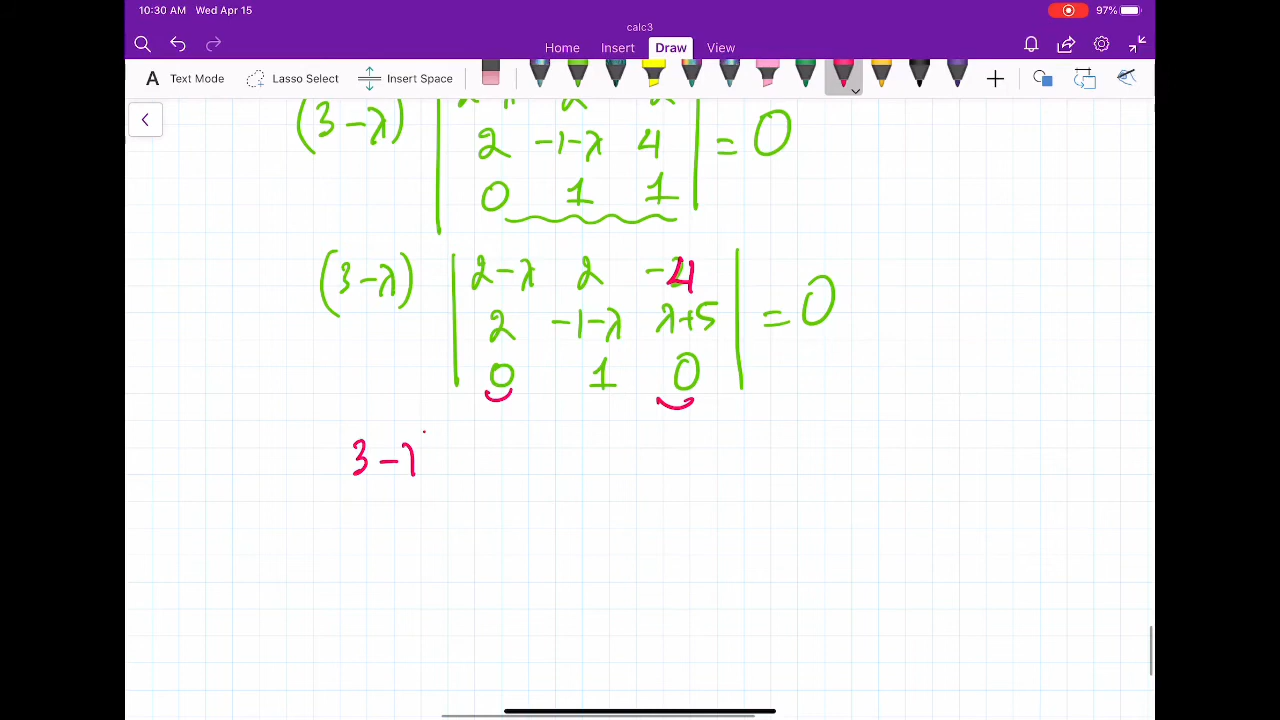 10:30 AM Wed Apr 15
97%
calc3
Home Insert Draw View
A Text Mode Lasso Select Insert Space
(3-λ)
2 -1-λ 4 = 0
0 1 1
(3-λ) 2-λ 2 -4
2 -1-λ λ+5 = 0
0 1 0
3-